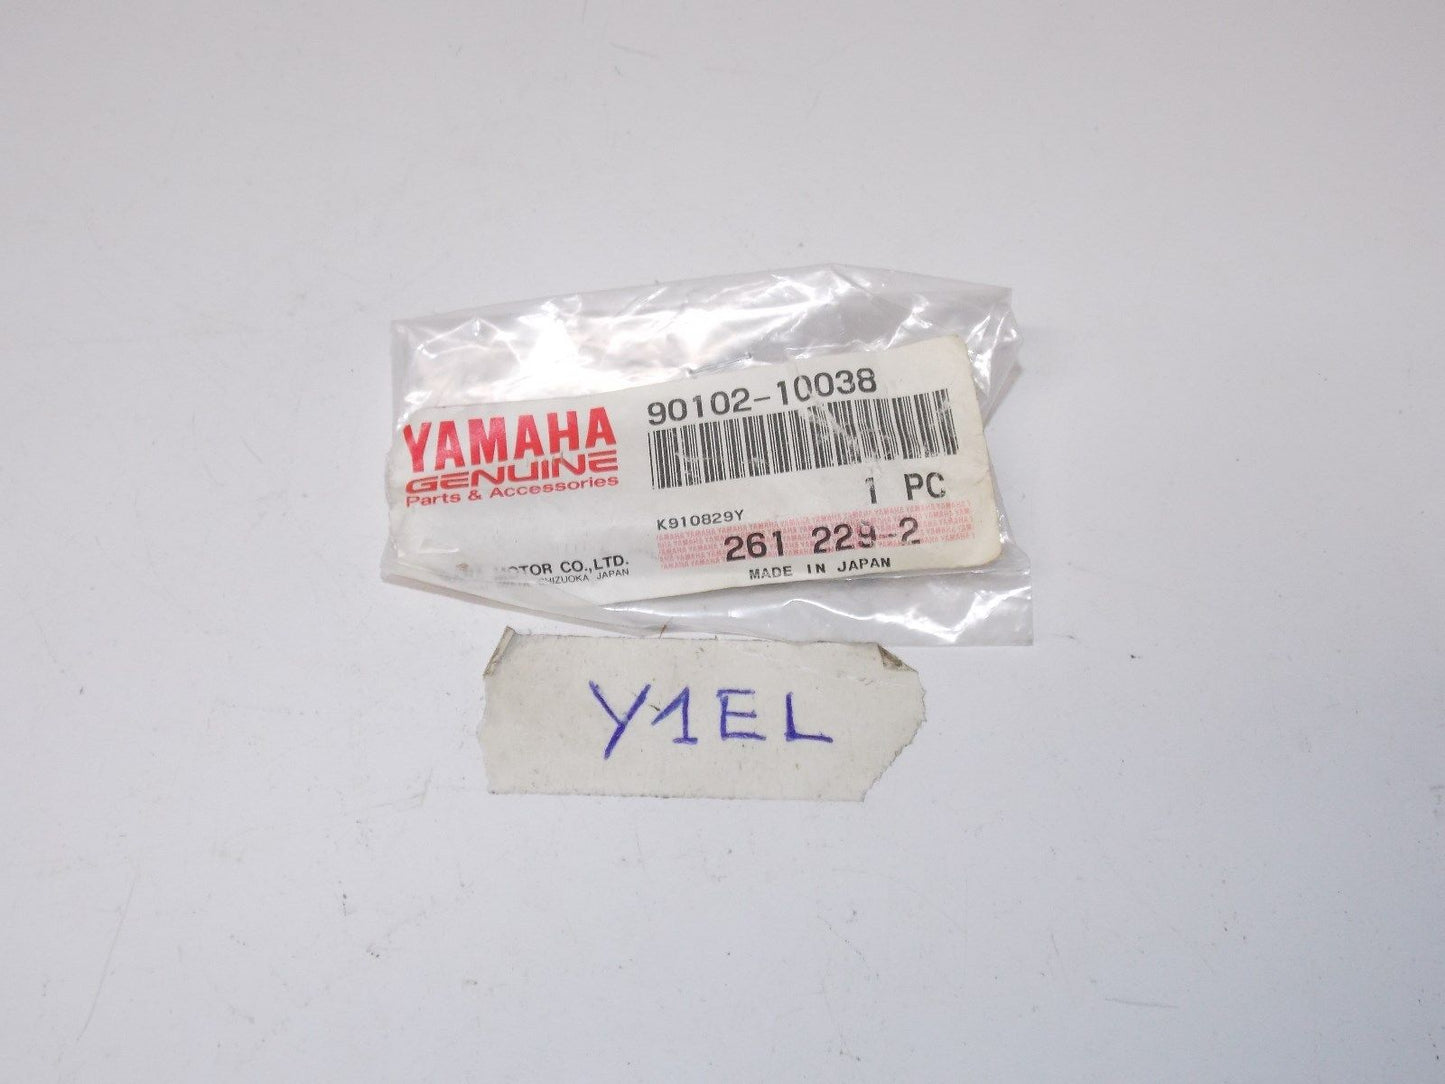 90102-10038
YAMAHA
GENUINE
Parts & Accessories
1 PC
K910829Y
261 229-2
MOTOR CO.,LTD.
SHIZUOKA JAPAN
MADE IN JAPAN
Y1EL